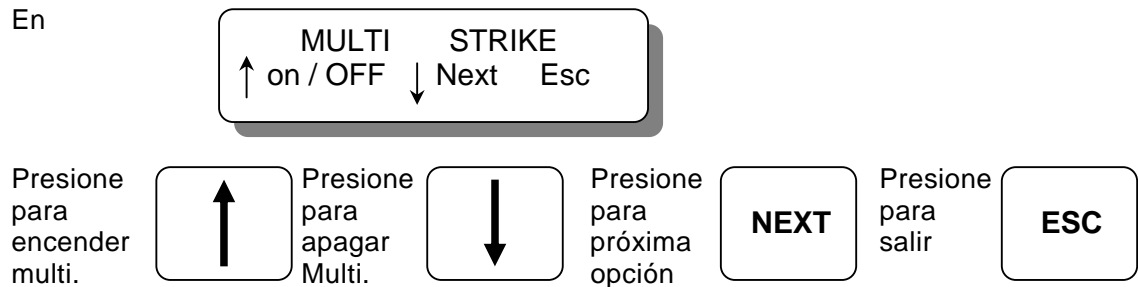 En
MULTI STRIKE
↑ on / OFF ↓ Next Esc
Presione
para
encender
multi.
Presione
para
apagar
Multi.
Presione
para
próxima
opción
NEXT
Presione
para
salir
ESC